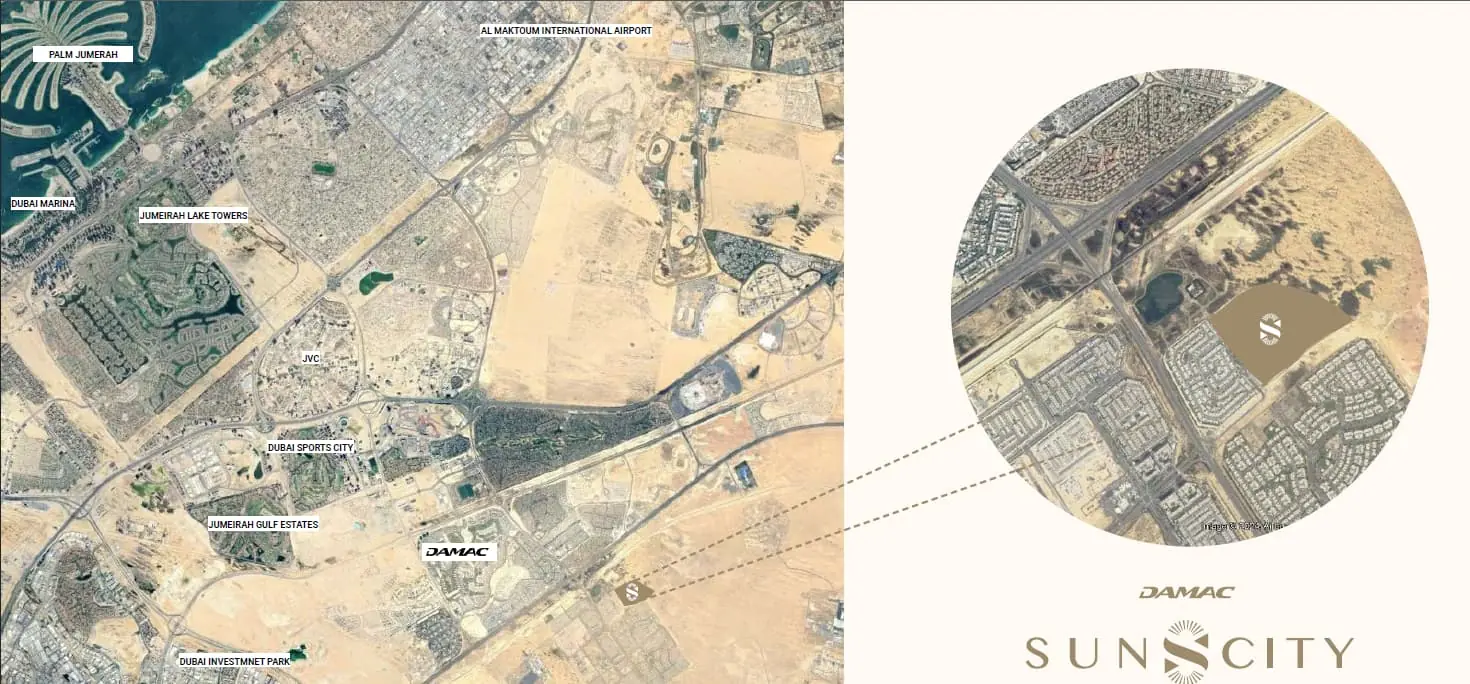 AL MAKTOUM INTERNATIONAL AIRPORT
PALM JUMERAH
DUBAI MARINA
JUMEIRAH LAKE TOWERS
JVC
DUBAI SPORTS CITY
JUMEIRAH GULF ESTATES
DAMAC
DUBAI INVESTMNET PARK
DAMAC
SUN CITY